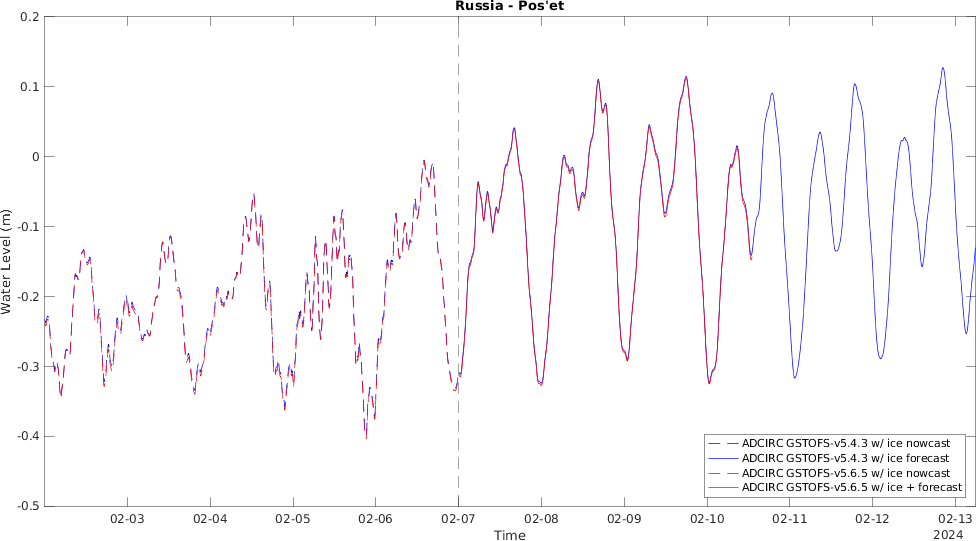 Russia - Pos'et
0.2
0.1
0
-0.1
-0.2
-0.3
-0.4
-0.5
Water Level (m)
ADCIRC GSTOFS-v5.4.3 w/ ice nowcast
ADCIRC GSTOFS-v5.4.3 w/ ice forecast
ADCIRC GSTOFS-v5.6.5 w/ ice nowcast
ADCIRC GSTOFS-v5.6.5 w/ ice + forecast
02-03 02-04 02-05 02-06 02-07 02-08 02-09 02-10 02-11 02-12 02-13
Time
2024